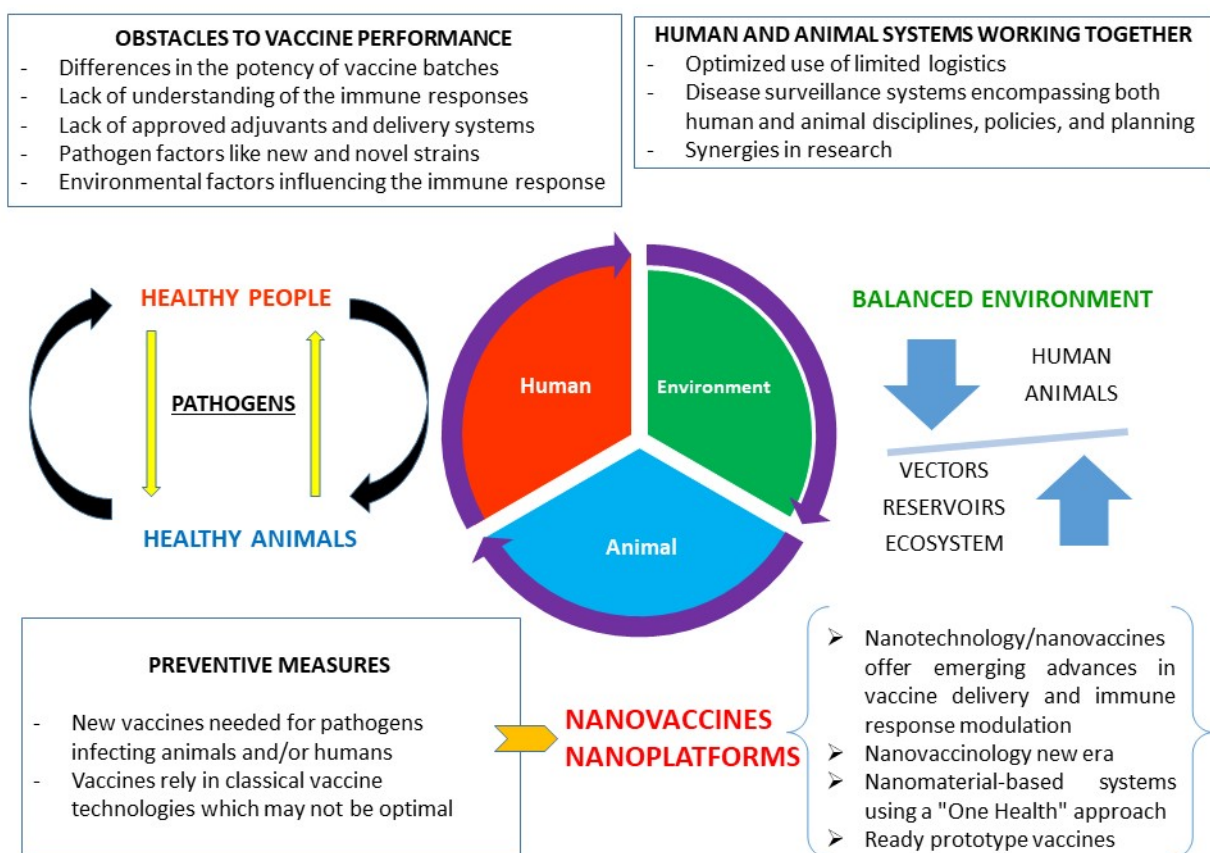 OBSTACLES TO VACCINE PERFORMANCE
- Differences in the potency of vaccine batches
- Lack of understanding of the immune responses
- Lack of approved adjuvants and delivery systems
- Pathogen factors like new and novel strains
- Environmental factors influencing the immune response
HUMAN AND ANIMAL SYSTEMS WORKING TOGETHER
- Optimized use of limited logistics
- Disease surveillance systems encompassing both
human and animal disciplines, policies, and planning
- Synergies in research
HEALTHY PEOPLE
PATHOGENS
HEALTHY ANIMALS
Human
Environment
Animal
BALANCED ENVIRONMENT
HUMAN
ANIMALS
VECTORS
RESERVOIRS
ECOSYSTEM
PREVENTIVE MEASURES
- New vaccines needed for pathogens
infecting animals and/or humans
- Vaccines rely in classical vaccine
technologies which may not be optimal
NANOVACCINES
NANOPLATFORMS
➢ Nanotechnology/nanovaccines
offer emerging advances in
vaccine delivery and immune
response modulation
➢ Nanovaccinology new era
➢ Nanomaterial-based systems
using a "One Health" approach
➢ Ready prototype vaccines